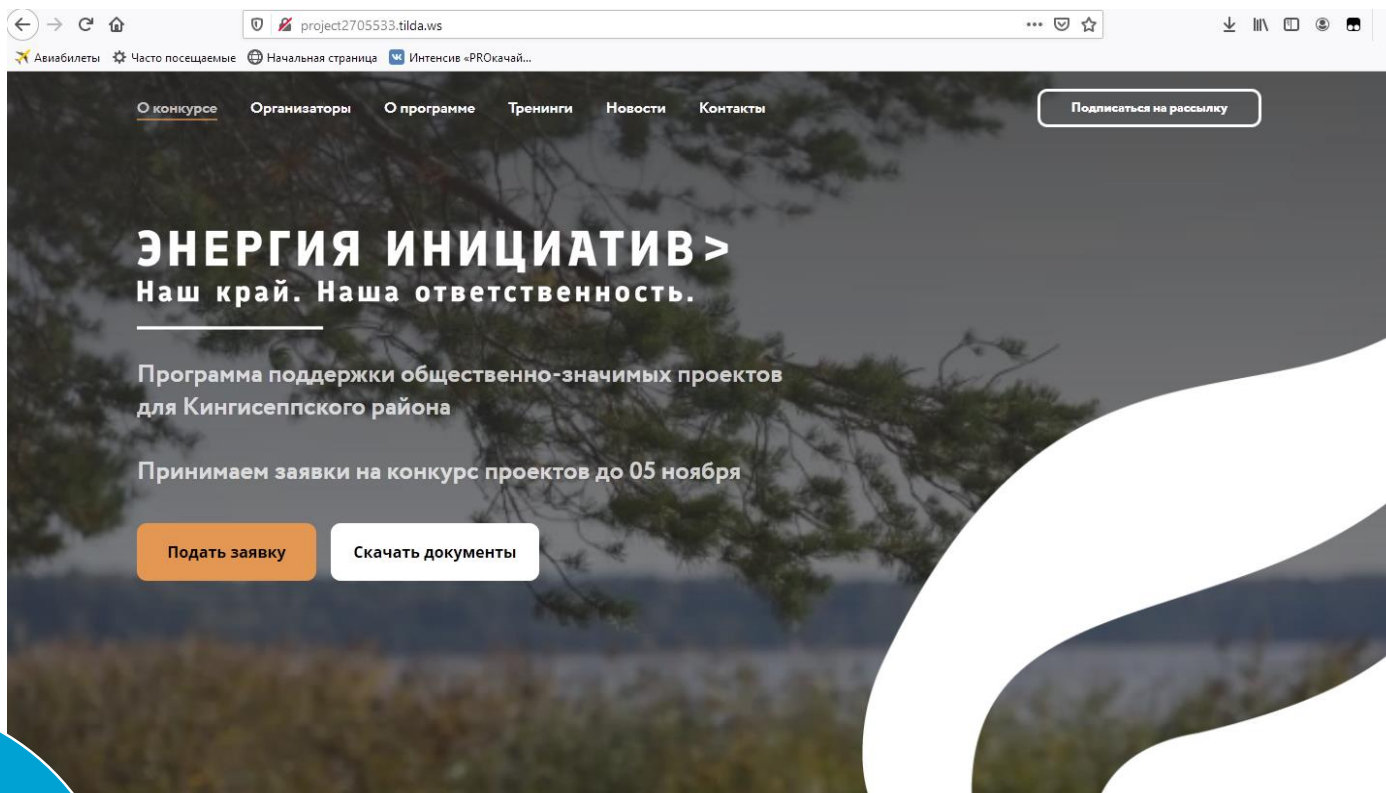 project2705533.tilda.ws
Авиабилеты Часто посещаемые Начальная страница Интенсив «PROкачай...
О конкурсе Организаторы О программе Тренинги Новости Контакты Подписаться на рассылку
ЭНЕРГИЯ ИНИЦИАТИВ>
Наш край. Наша ответственность.
Программа поддержки общественно-значимых проектов
для Кингисеппского района
Принимаем заявки на конкурс проектов до 05 ноября
Подать заявку Скачать документы